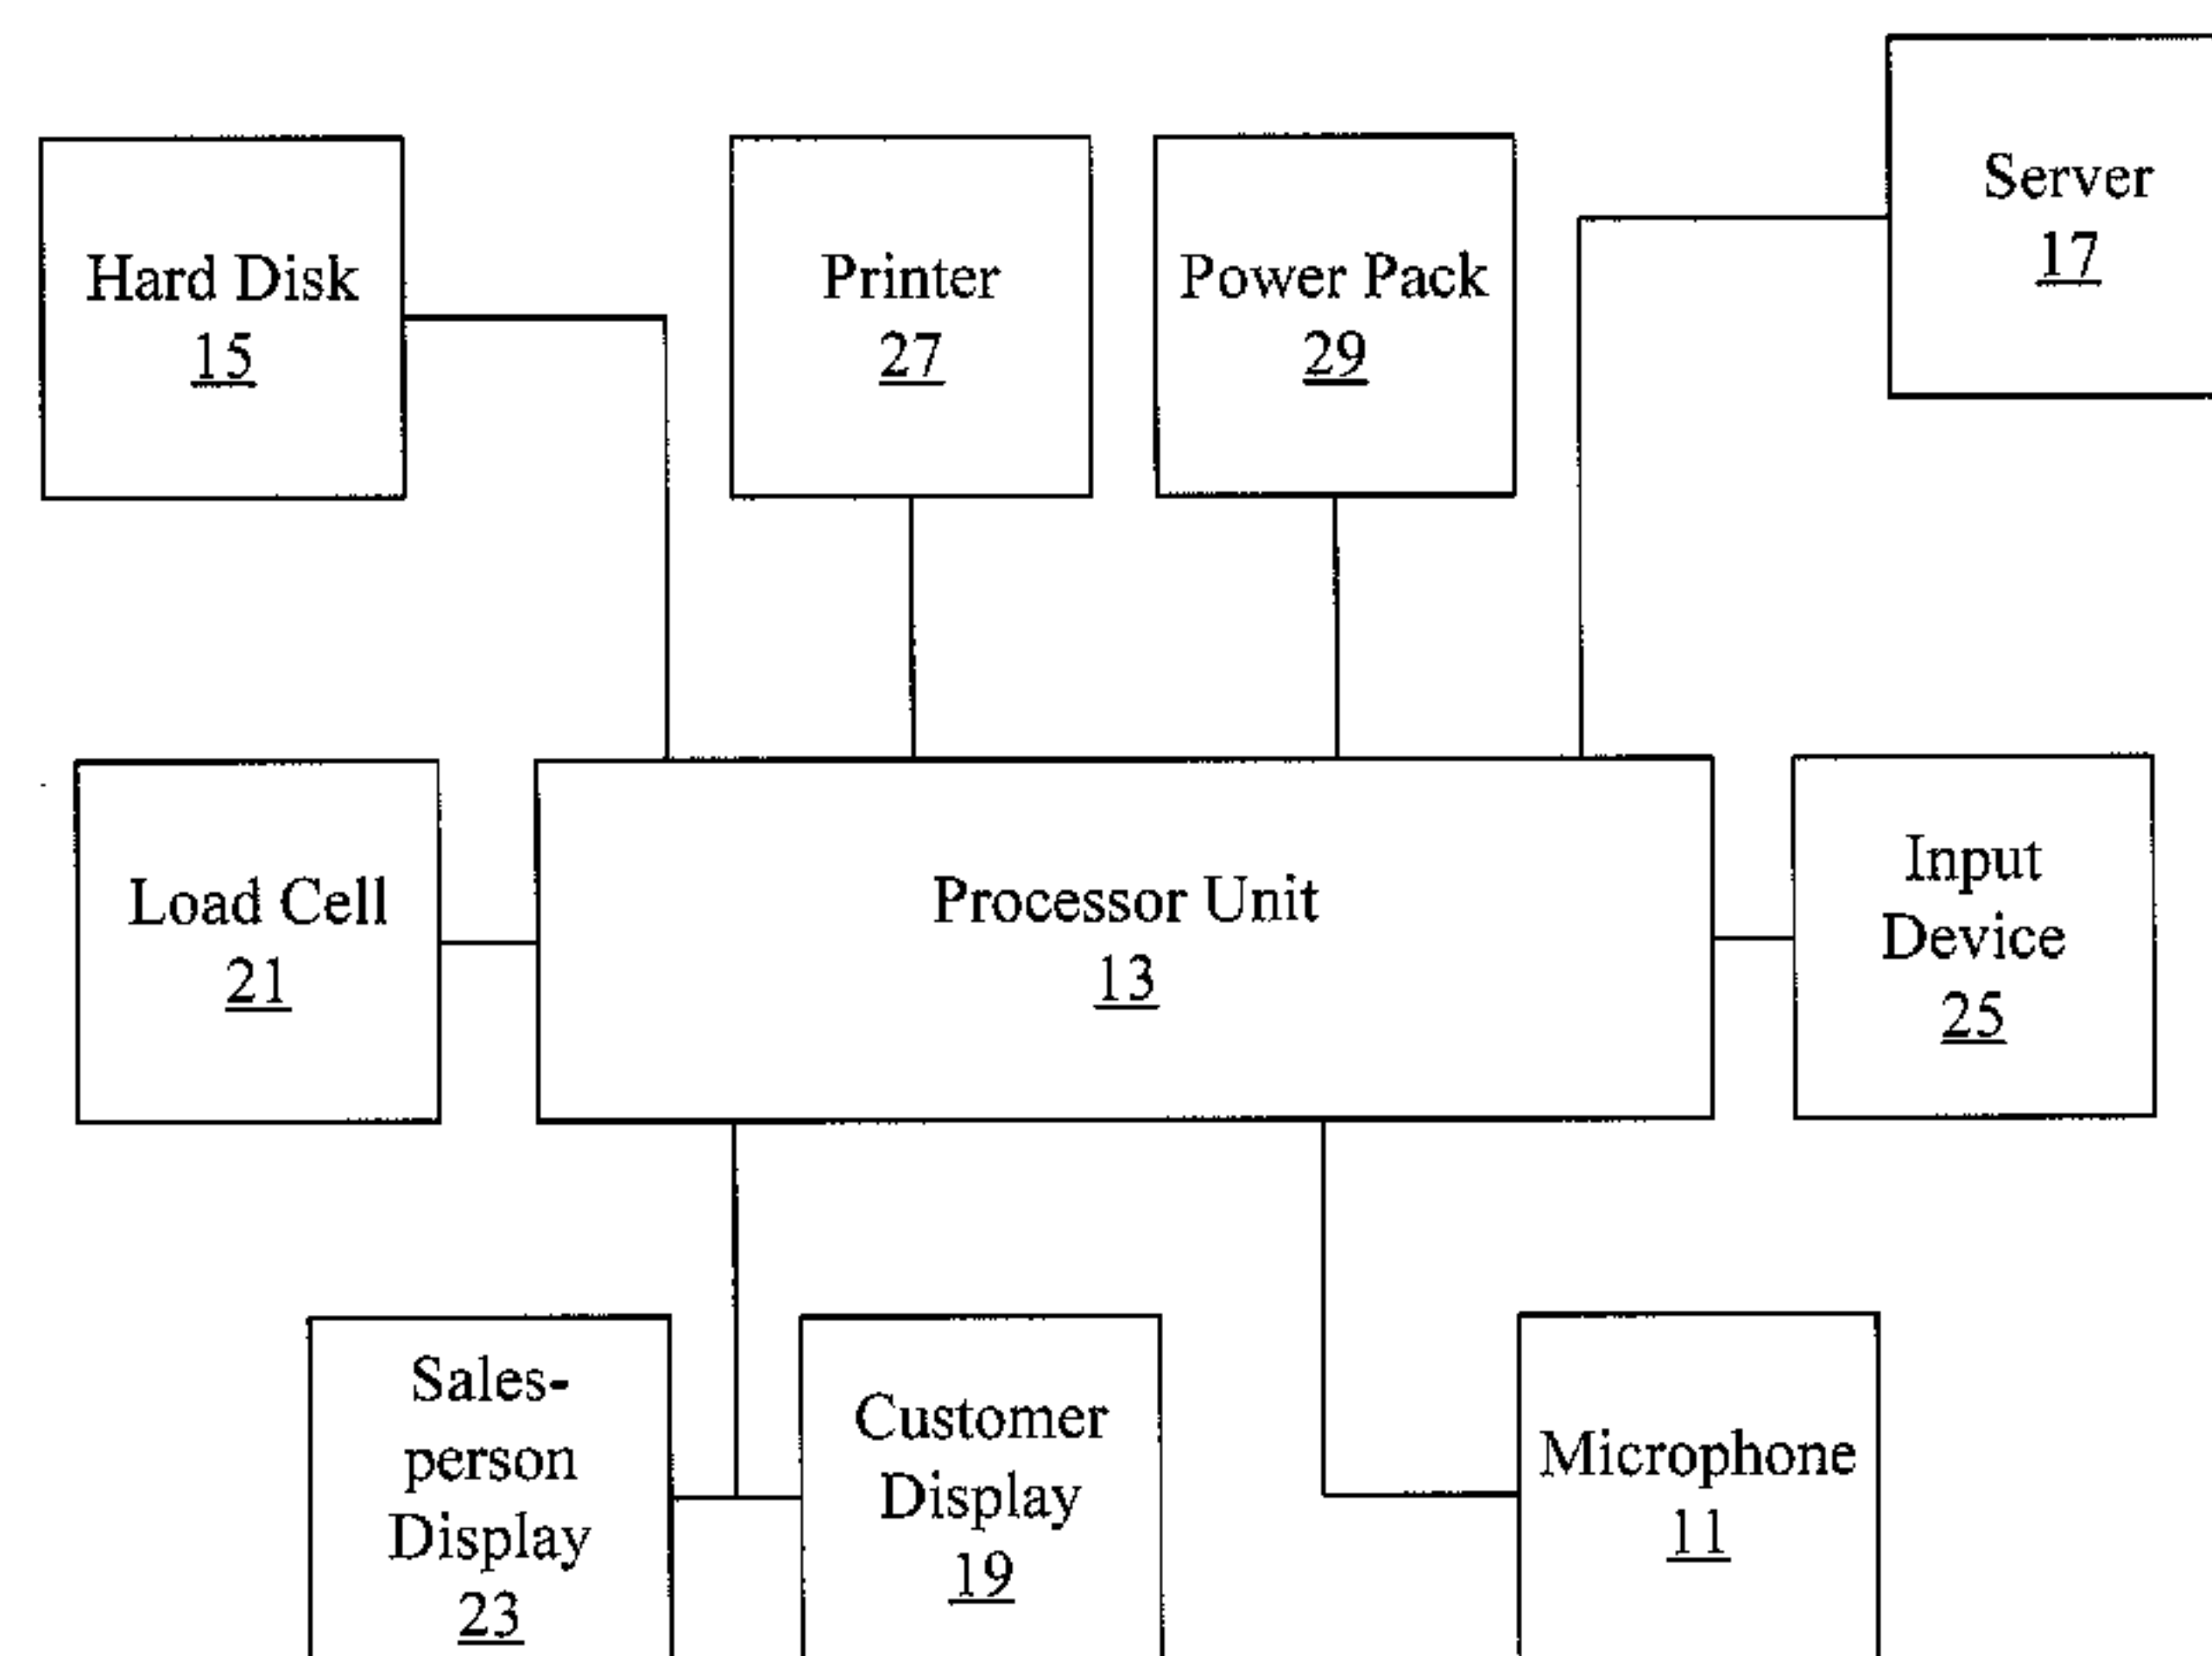 Server
17
Hard Disk
15
Printer
27
Power Pack
29
Load Cell
21
Processor Unit
13
Input
Device
25
Sales-
person
Display
23
Customer
Display
19
Microphone
11